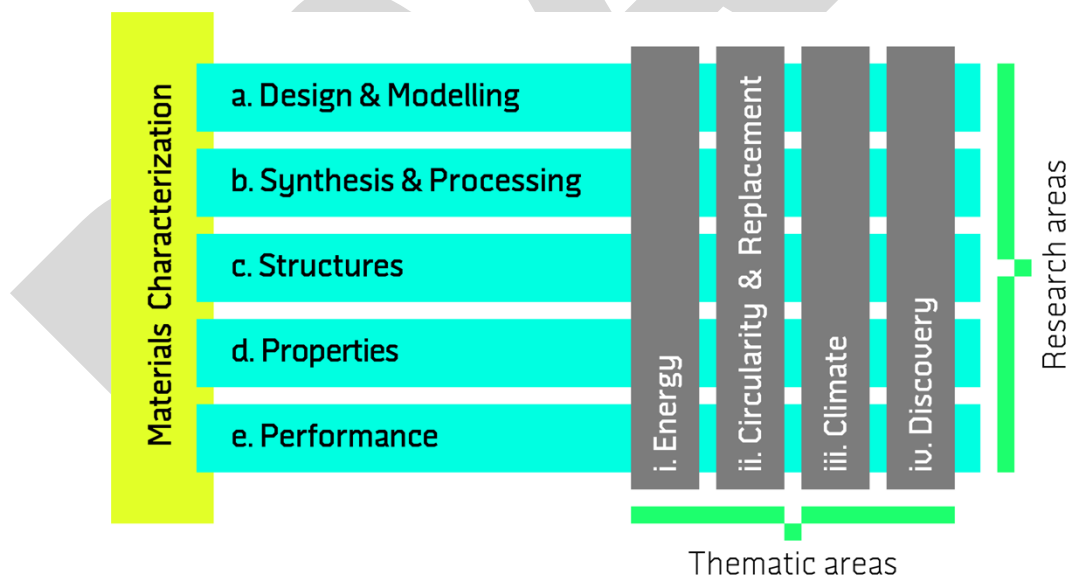 Materials Characterization
a. Design & Modelling
b. Synthesis & Processing
c. Structures
d. Properties
e. Performance
i. Energy
ii. Circularity & Replacement
iii. Climate
iv. Discovery
Research areas
Thematic areas